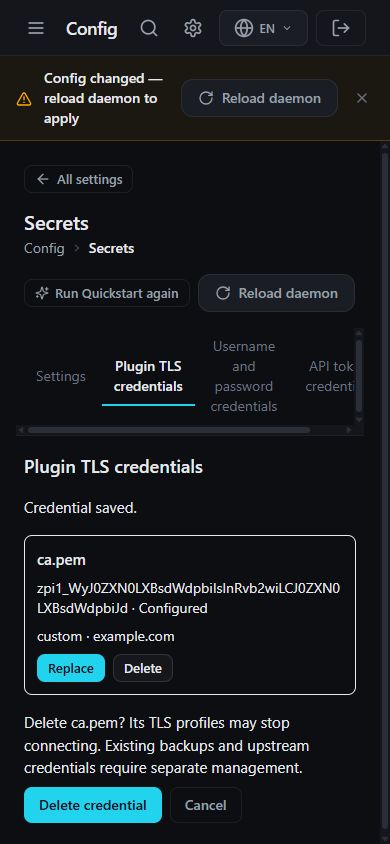 Config
EN
Config changed —
reload daemon to
apply
Reload daemon
All settings
Secrets
Config > Secrets
Run Quickstart again
Reload daemon
Settings
Plugin TLS
credentials
Username
and
password
credentials
API tok
credenti
Plugin TLS credentials
Credential saved.
ca.pem
zpi1_WyJ0ZXN0LXBsdWdpbiIsInRvb2wiLCJ0ZXN0
LXBsdWdpbiJd · Configured
custom · example.com
Replace
Delete
Delete ca.pem? Its TLS profiles may stop
connecting. Existing backups and upstream
credentials require separate management.
Delete credential
Cancel